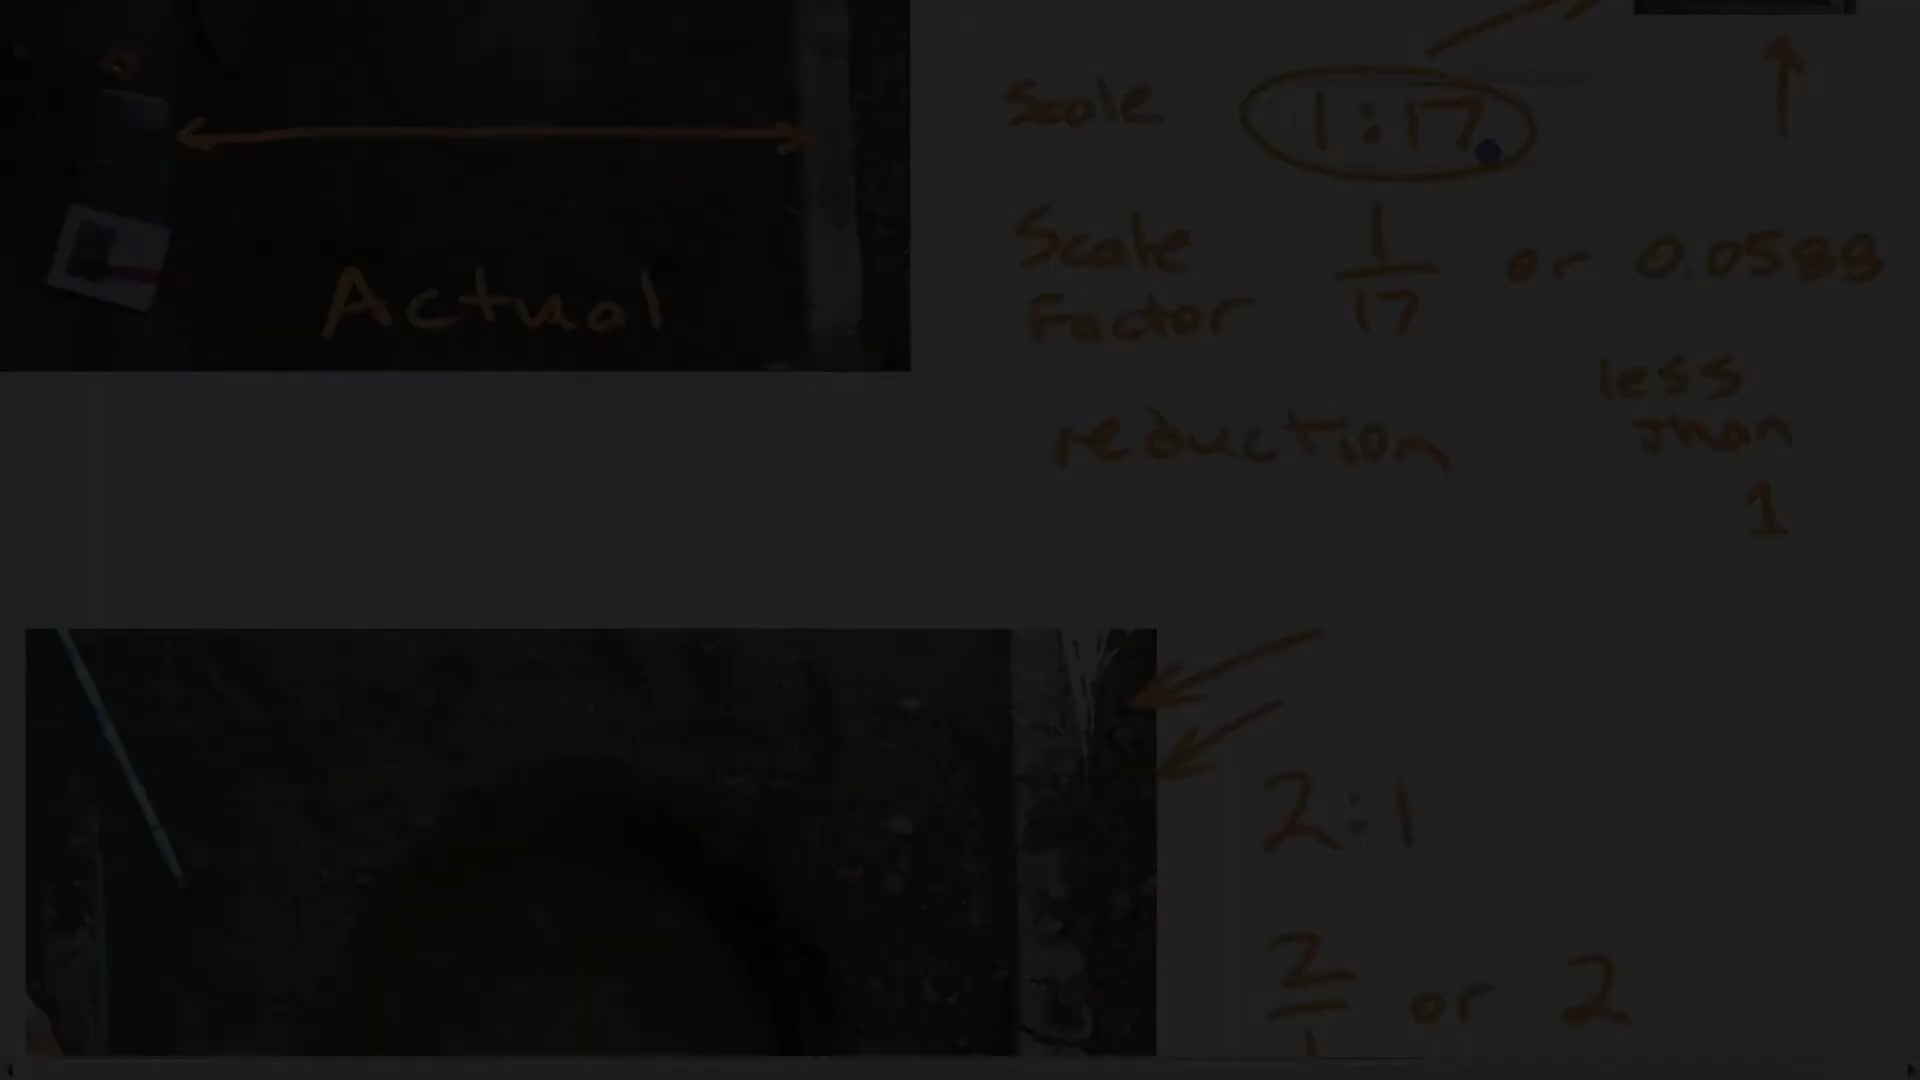 Scale 1:17
Scale Factor 1/17 or 0.0588
Actual
less
than
reduction
1
2:1
2/1 or 2